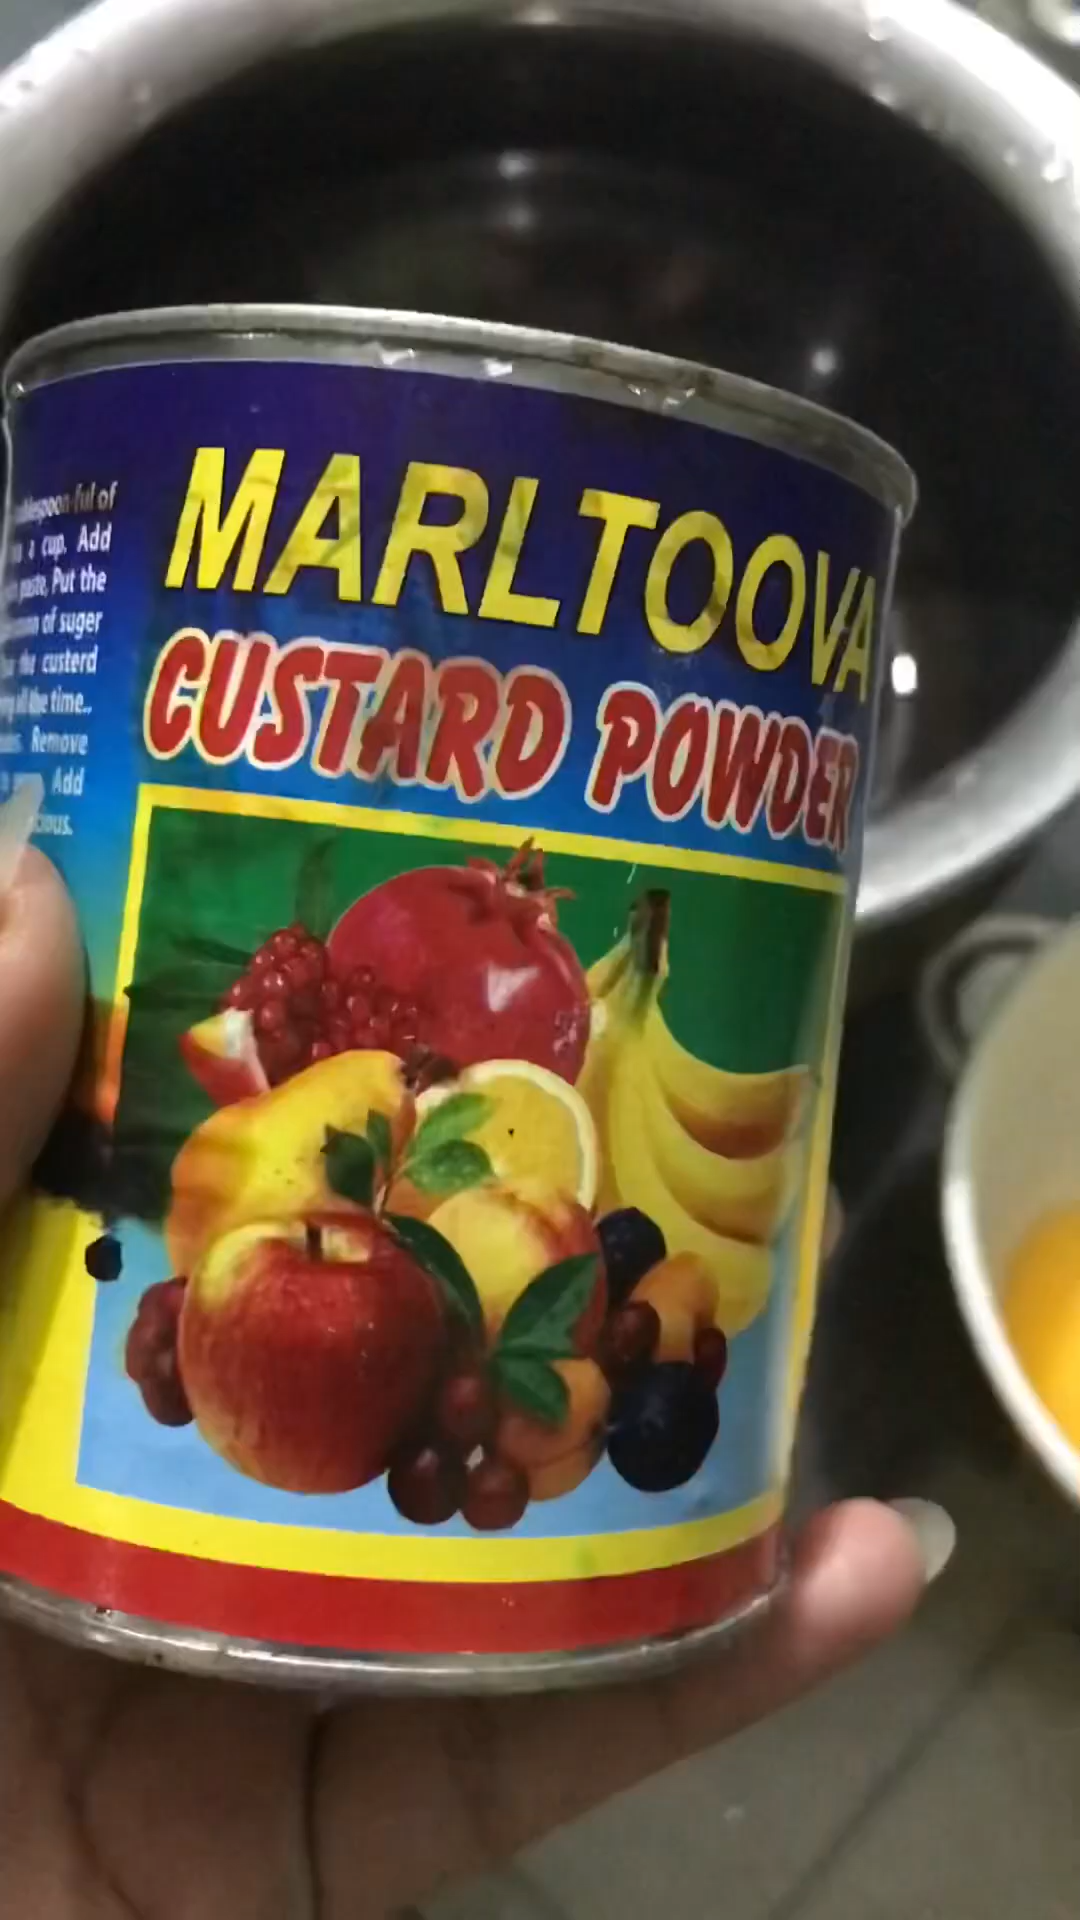 MARLTOOVA
CUSTARD POWDER
ful of
a cup. Add
paste, Put the
of suger
the custerd
all the time..
Remove
Add